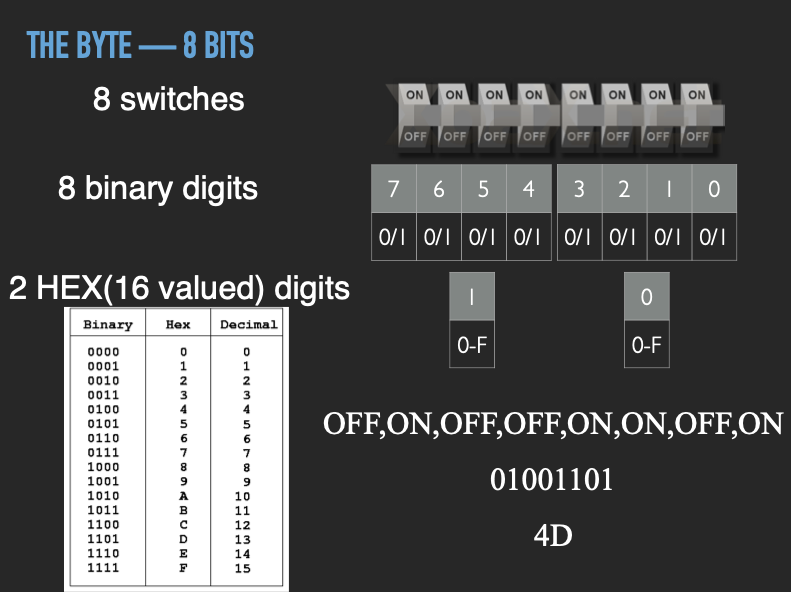 THE BYTE — 8 BITS
8 switches
ON ON ON ON ON ON ON ON
OFF OFF OFF OFF OFF OFF OFF OFF
8 binary digits
7 6 5 4 3 2 1 0
0/1 0/1 0/1 0/1 0/1 0/1 0/1 0/1
2 HEX(16 valued) digits
1 0
0-F 0-F
Binary Hex Decimal
0000 0 0
0001 1 1
0010 2 2
0011 3 3
0100 4 4
0101 5 5
0110 6 6
0111 7 7
1000 8 8
1001 9 9
1010 A 10
1011 B 11
1100 C 12
1101 D 13
1110 E 14
1111 F 15
OFF,ON,OFF,OFF,ON,ON,OFF,ON
01001101
4D